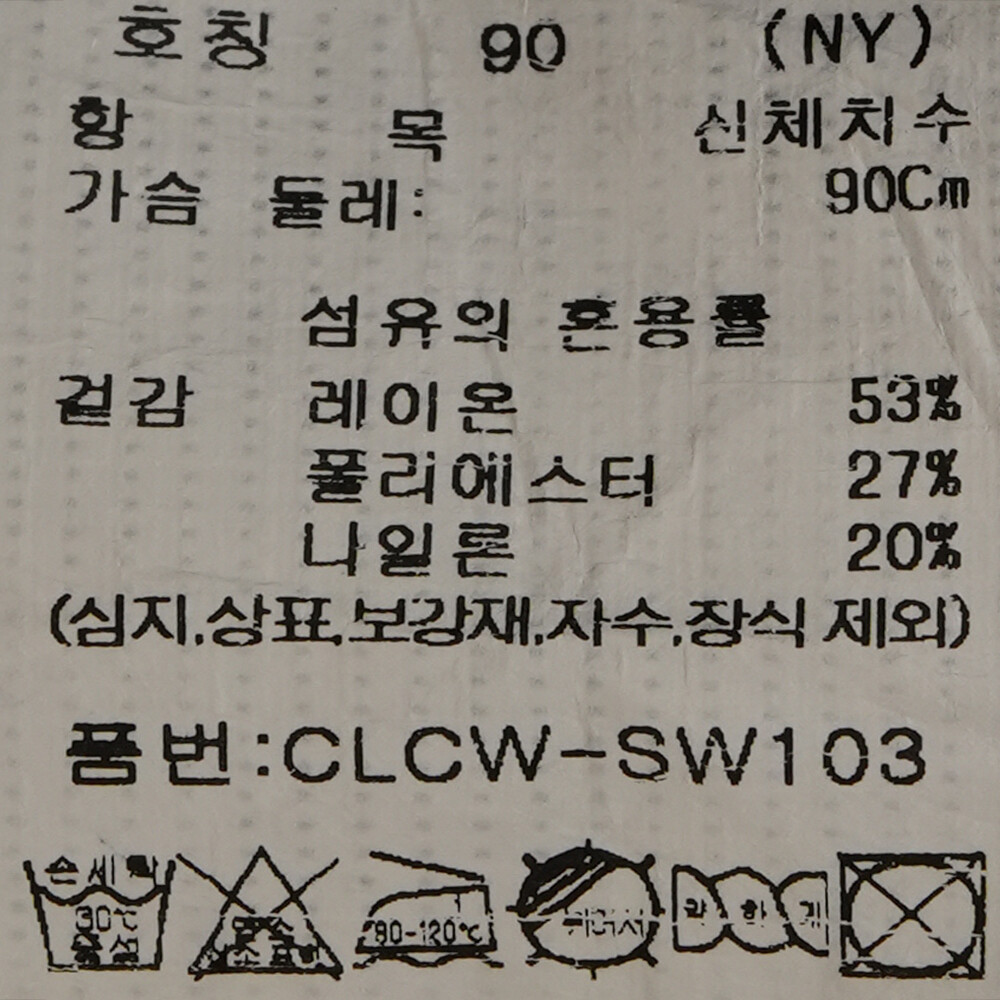 호칭 90 (NY)
항 목 신체치수
가슴 둘레: 90Cm
섬유의 혼용률
겉감 레이온 53%
폴리에스터 27%
나일론 20%
(심지,상표,보강재,자수,장식 제외)
품번:CLCW-SW103
손세탁 약하게
30℃ 80-120℃
중성